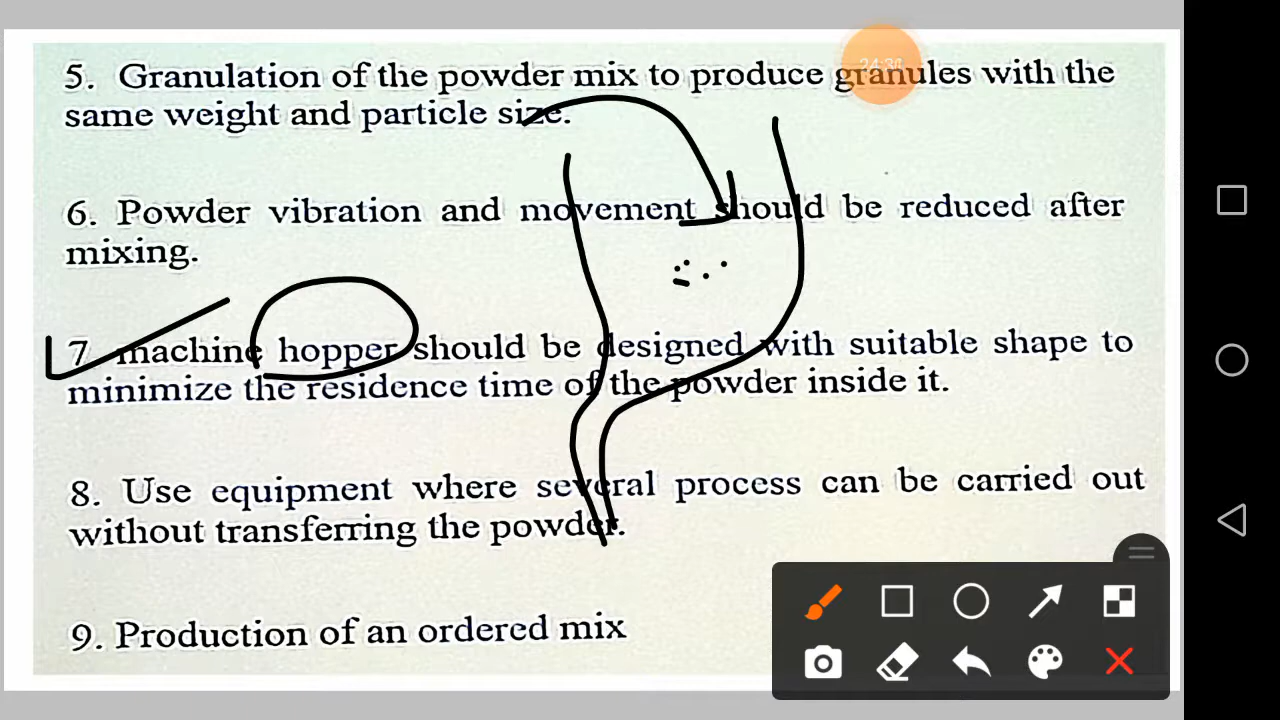 5. Granulation of the powder mix to produce granules with the
same weight and particle size.
6. Powder vibration and movement should be reduced after
mixing.
7 machine hopper should be designed with suitable shape to
minimize the residence time of the powder inside it.
8. Use equipment where several process can be carried out
without transferring the powder.
9. Production of an ordered mix